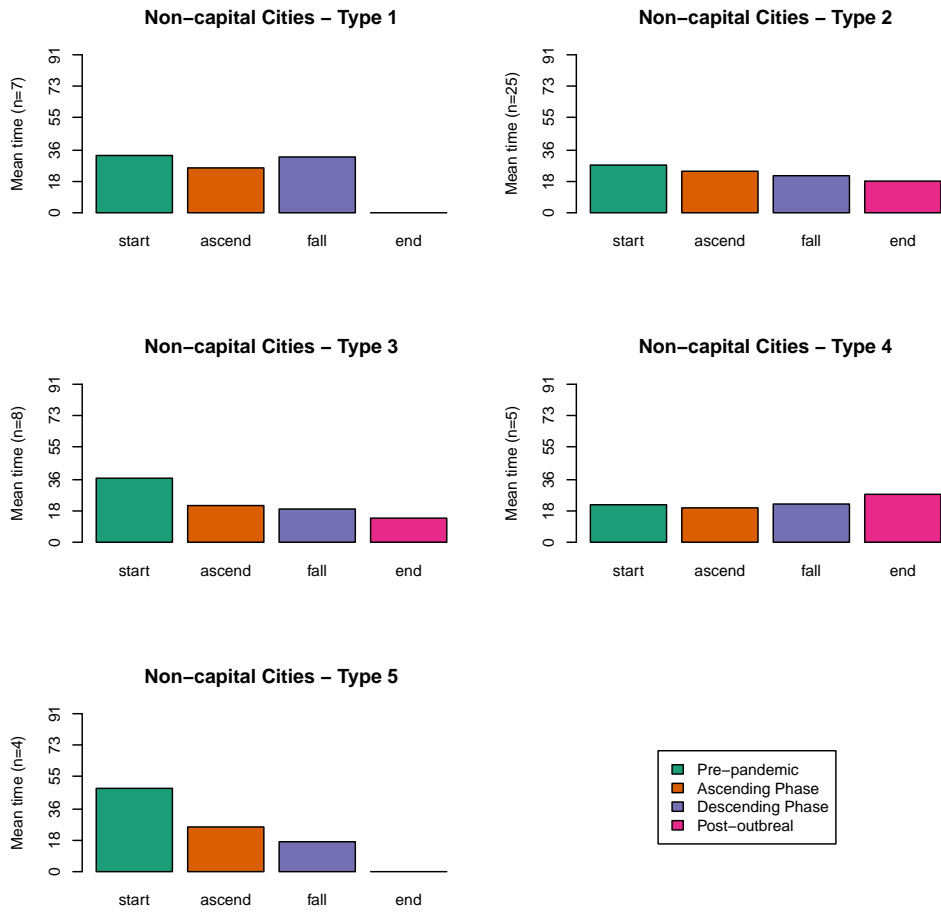 Non−capital Cities − Type 1
Mean time (n=7)
0 18 36 55 73 91
start ascend fall end
Non−capital Cities − Type 2
Mean time (n=25)
0 18 36 55 73 91
start ascend fall end
Non−capital Cities − Type 3
Mean time (n=8)
0 18 36 55 73 91
start ascend fall end
Non−capital Cities − Type 4
Mean time (n=5)
0 18 36 55 73 91
start ascend fall end
Non−capital Cities − Type 5
Mean time (n=4)
0 18 36 55 73 91
start ascend fall end
Pre−pandemic
Ascending Phase
Descending Phase
Post−outbreal